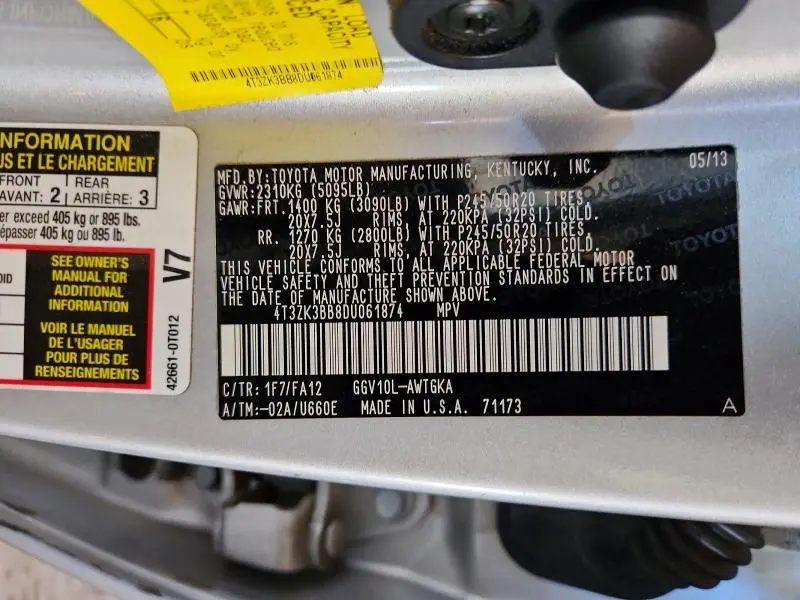 T LOAD
CAPACITY
CED
4T3ZK3BB8DU061874
NFORMATION
US ET LE CHARGEMENT
FRONT
AVANT: 2
REAR
ARRIÈRE: 3
er exceed 405 kg or 895 lbs.
épasser 405 kg ou 895 lb.
SEE OWNER'S
MANUAL FOR
ADDITIONAL
INFORMATION
VOIR LE MANUEL
DE L'USAGER
POUR PLUS DE
RENSEIGNEMENTS
OID
V7
42661-0T012
MFD.BY:TOYOTA MOTOR MANUFACTURING, KENTUCKY, INC. 05/13
GVWR:2310KG (5095LB)
GAWR:FRT. 1400 KG (3090LB) WITH P245/50R20 TIRES,
20X7.5J RIMS, AT 220KPA (32PSI) COLD.
RR. 1270 KG (2800LB) WITH P245/50R20 TIRES,
20X7.5J RIMS, AT 220KPA (32PSI) COLD.
THIS VEHICLE CONFORMS TO ALL APPLICABLE FEDERAL MOTOR
VEHICLE SAFETY AND THEFT PREVENTION STANDARDS IN EFFECT ON
THE DATE OF MANUFACTURE SHOWN ABOVE.
4T3ZK3BB8DU061874 MPV
C/TR: 1F7/FA12 GGV10L-AWTGKA
A/TM:-02A/U660E MADE IN U.S.A. 71173 A